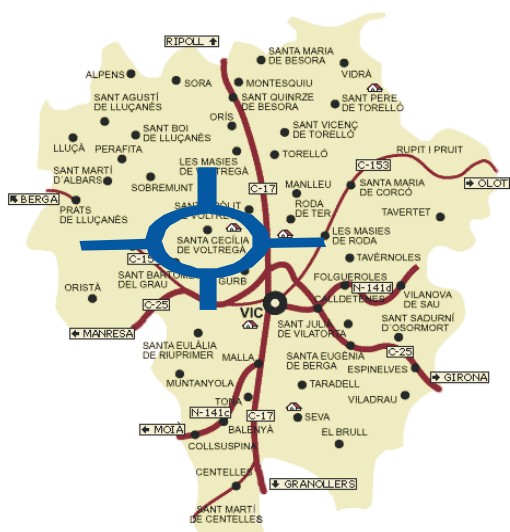 RIPOLL
SANTA MARIA
DE BESORA
VIDRÀ
ALPENS
SORA
MONTESQUIU
SANT QUINRZE
DE BESORA
SANT PERE
DE TORELLÓ
SANT AGUSTÍ
DE LLUÇANÈS
ORÍS
SANT VICENÇ
DE TORELLÓ
SANT BOI
DE LLUÇANÈS
LLUÇÀ
PERAFITA
RUPIT I PRUIT
TORELLÓ
LES MASIES
DE VOLTREGÀ
C-153
SANT MARTÍ
D'ALBARS
SOBREMUNT
C-17
MANLLEU
SANTA MARIA
DE CORCÓ
OLOT
BERGA
PRATS
DE LLUÇANÈS
RODA
DE TER
TAVERTET
LES MASIES
DE RODA
SANTA CECÍLIA
DE VOLTREGÀ
TAVÈRNOLES
SANT BARTOMEU
DEL GRAU
GURB
FOLGUEROLES
N-141d
ORISTÀ
C-25
VILANOVA
DE SAU
CALLDETENES
VIC
MANRESA
SANT JULIÀ
DE VILATORTA
SANT SADURNÍ
D'OSORMORT
SANTA EULÀLIA
DE RIUPRIMER
MALLA
SANTA EUGÈNIA
DE BERGA
C-25
ESPINELVES
GIRONA
MUNTANYOLA
TARADELL
VILADRAU
TONA
N-141c
C-17
SEVA
MOIÀ
BALENYÀ
EL BRULL
COLLSUSPINA
CENTELLES
GRANOLLERS
SANT MARTÍ
DE CENTELLES